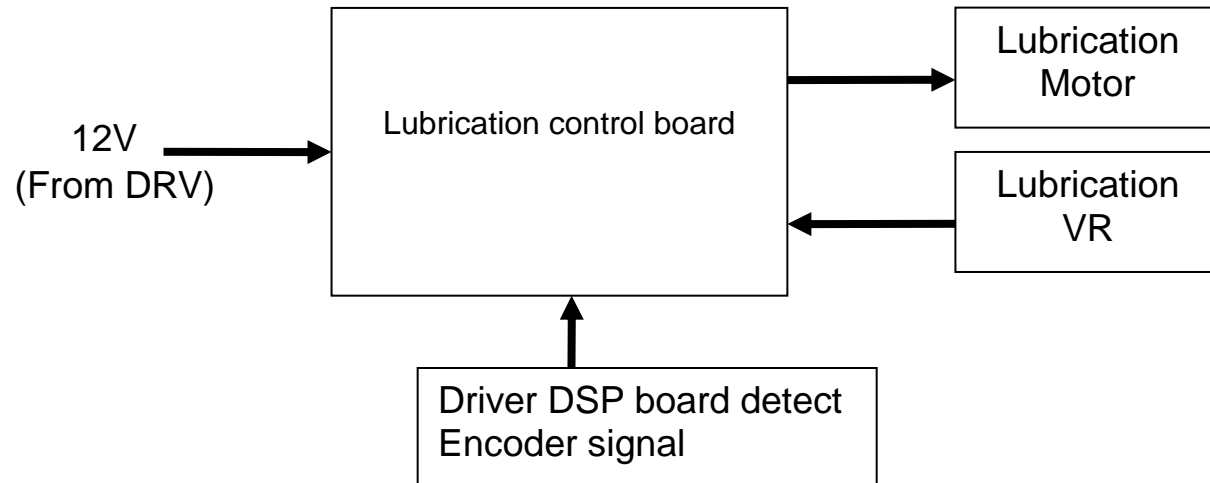 12V
(From DRV)
Lubrication control board
Lubrication
Motor
Lubrication
VR
Driver DSP board detect
Encoder signal